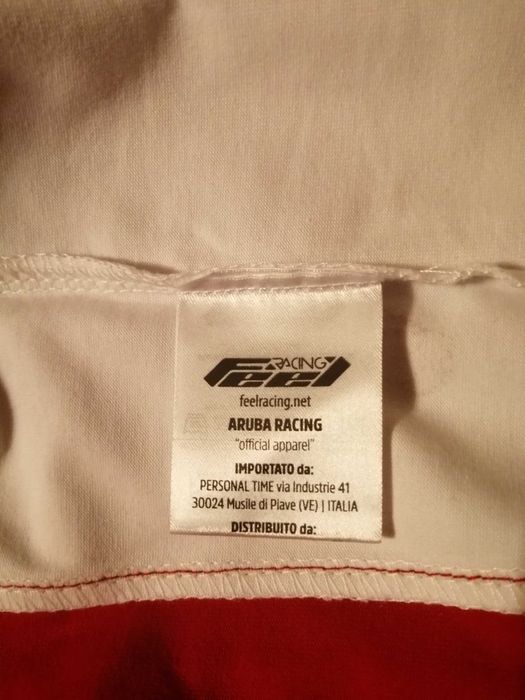 RACING
Feel
feelracing.net
ARUBA RACING
"official apparel"
IMPORTATO da:
PERSONAL TIME via Industrie 41
30024 Musile di Piave (VE) | ITALIA
DISTRIBUITO da: